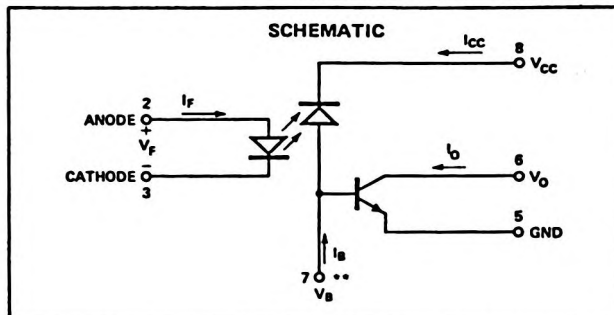 SCHEMATIC
ICC
8
VCC
2
IF
ANODE
+
VF
−
CATHODE
3
IO
6
VO
5
GND
IB
7
**
VB